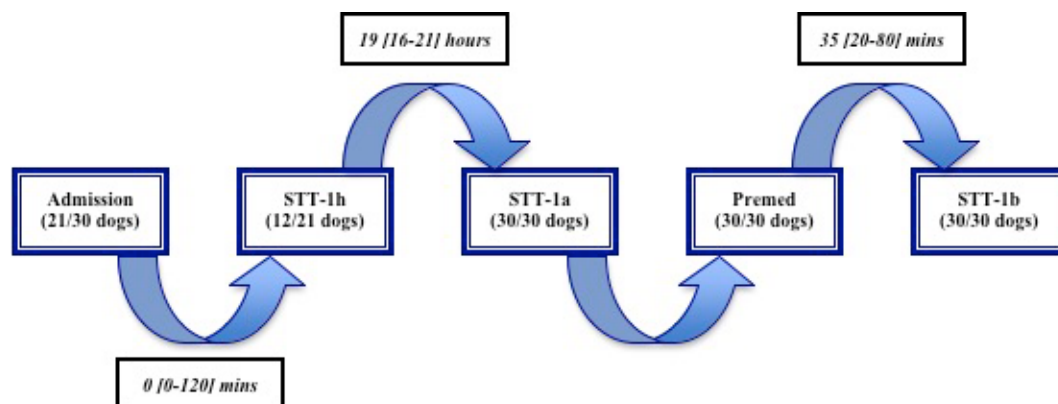 19 [16-21] hours
35 [20-80] mins
Admission
(21/30 dogs)
STT-1h
(12/21 dogs)
STT-1a
(30/30 dogs)
Premed
(30/30 dogs)
STT-1b
(30/30 dogs)
0 [0-120] mins